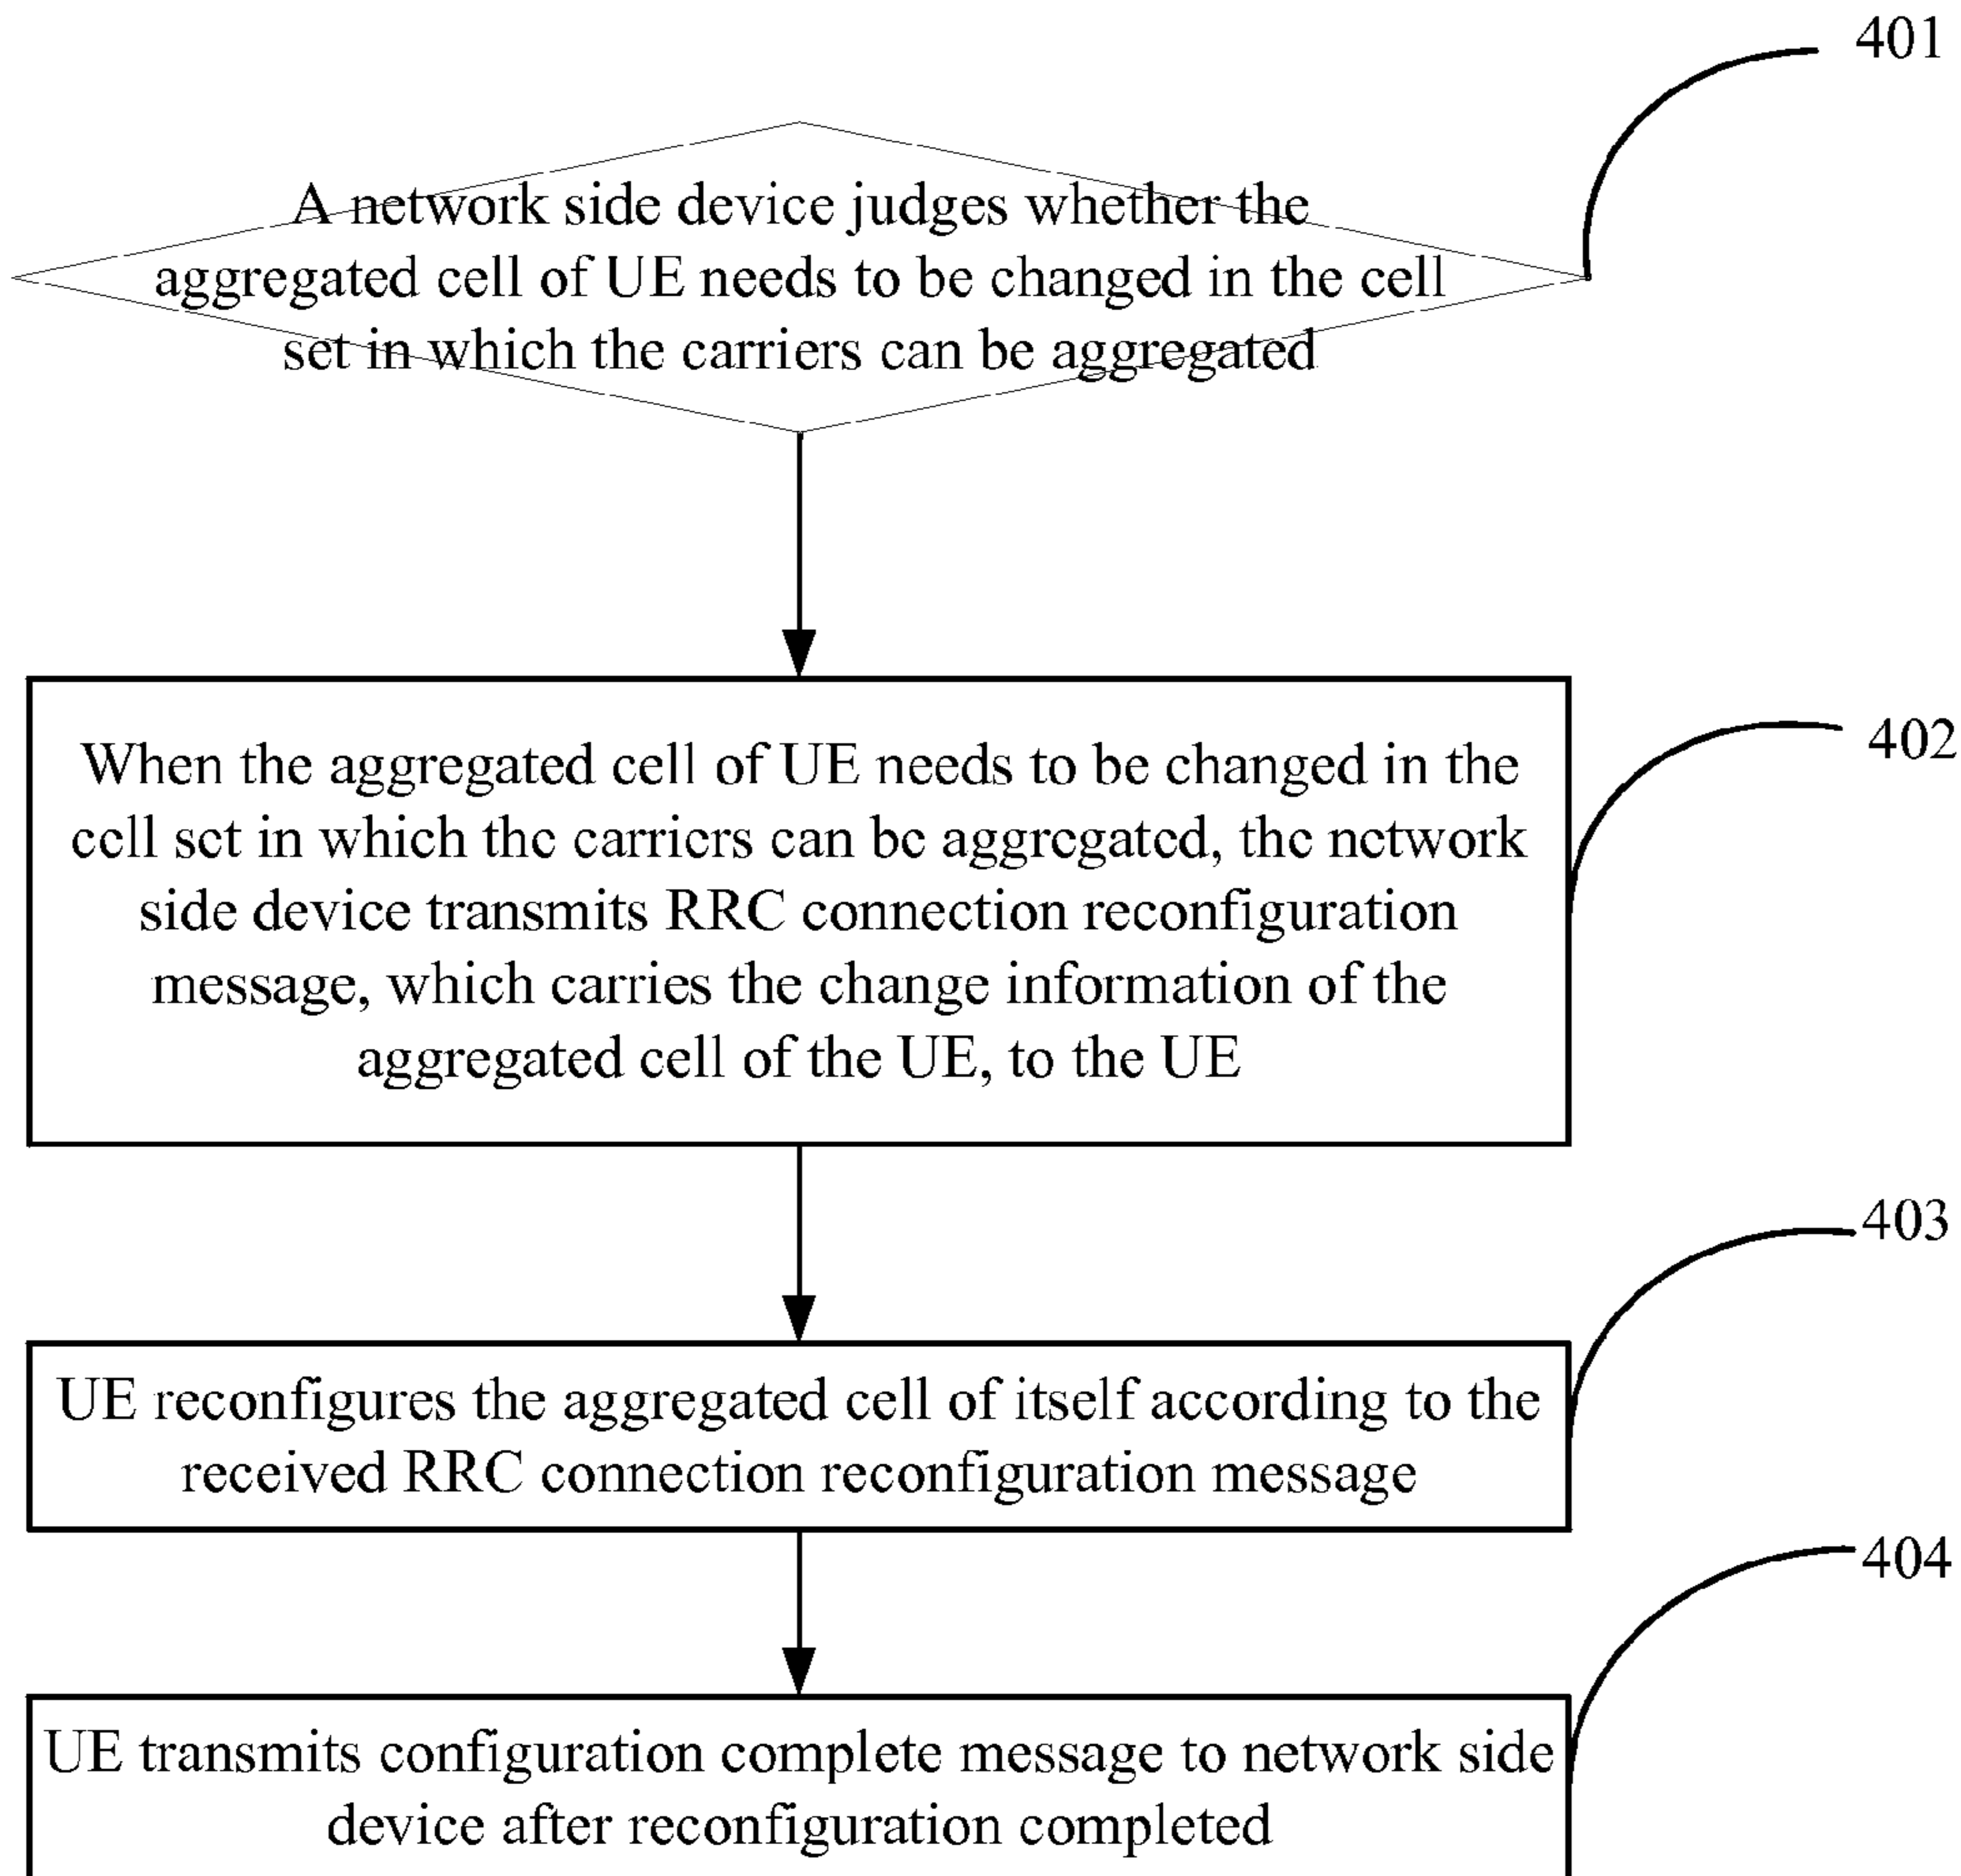 401
A network side device judges whether the
aggregated cell of UE needs to be changed in the cell
set in which the carriers can be aggregated
When the aggregated cell of UE needs to be changed in the
cell set in which the carriers can be aggregated, the network
side device transmits RRC connection reconfiguration
message, which carries the change information of the
aggregated cell of the UE, to the UE
402
UE reconfigures the aggregated cell of itself according to the
received RRC connection reconfiguration message
403
UE transmits configuration complete message to network side
device after reconfiguration completed
404